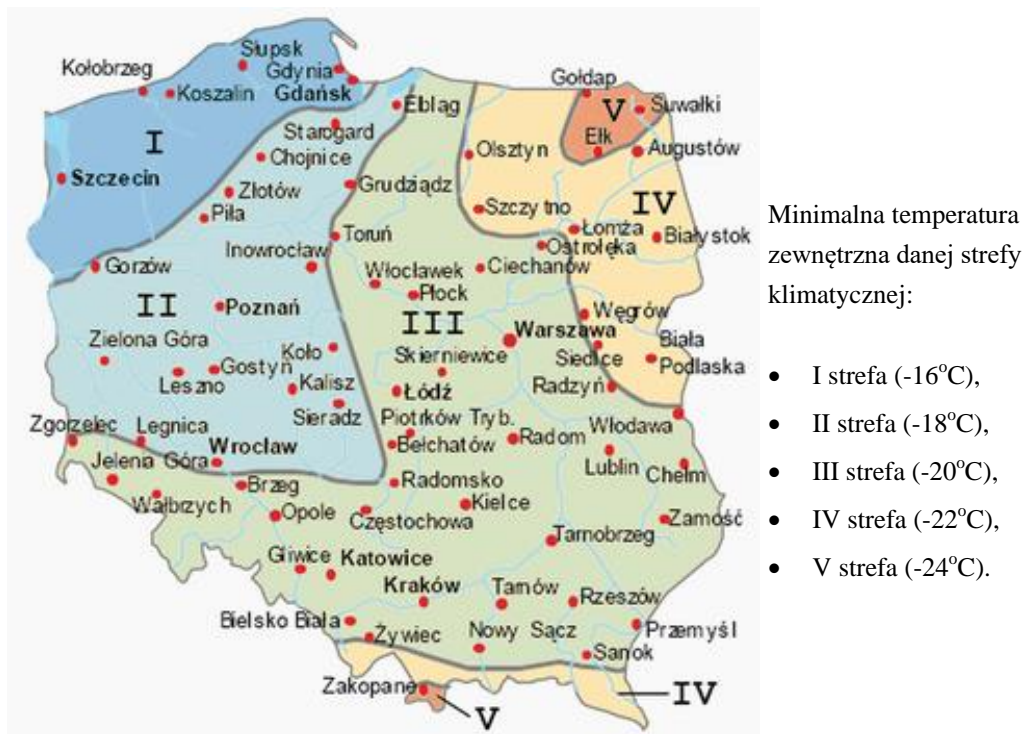 Słupsk
Kołobrzeg
Gdynia
Koszalin
Gdańsk
Gołdap
Elbląg
V
Suwałki
I
Starogard
Ełk
Chojnice
Olsztyn
Augustów
Szczecin
Złotów
Grudziądz
Piła
Szczytno
IV
Łomża
Toruń
Białystok
Inowrocław
Ostrołęka
Gorzów
Włocławek
Ciechanów
II
Płock
Poznań
III
Węgrów
Warszawa
Zielona Góra
Koło
Skierniewice
Siedlce
Biała
Podlaska
Gostyń
Leszno
Kalisz
Łódź
Radzyń
Sieradz
Zgorzelec
Legnica
Piotrków Tryb.
Włodawa
Wrocław
Bełchatów
Radom
Jelenia Góra
Lublin
Chełm
Brzeg
Radomsko
Wałbrzych
Kielce
Opole
Częstochowa
Zamość
Tarnobrzeg
Gliwice
Katowice
Kraków
Tarnów
Rzeszów
Bielsko Biała
Żywiec
Nowy Sącz
Przemyśl
Sanok
Zakopane
IV
V
Minimalna temperatura
zewnętrzna danej strefy
klimatycznej:
• I strefa (-16°C),
• II strefa (-18°C),
• III strefa (-20°C),
• IV strefa (-22°C),
• V strefa (-24°C).